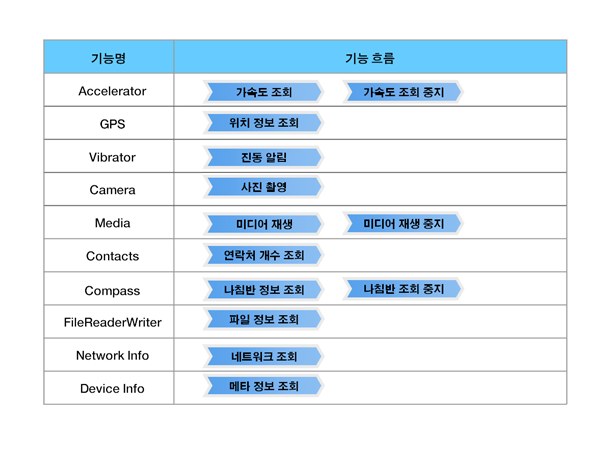 기능명 기능 흐름
Accelerator 가속도 조회 가속도 조회 중지
GPS 위치 정보 조회
Vibrator 진동 알림
Camera 사진 촬영
Media 미디어 재생 미디어 재생 중지
Contacts 연락처 개수 조회
Compass 나침반 정보 조회 나침반 조회 중지
FileReaderWriter 파일 정보 조회
Network Info 네트워크 조회
Device Info 메타 정보 조회